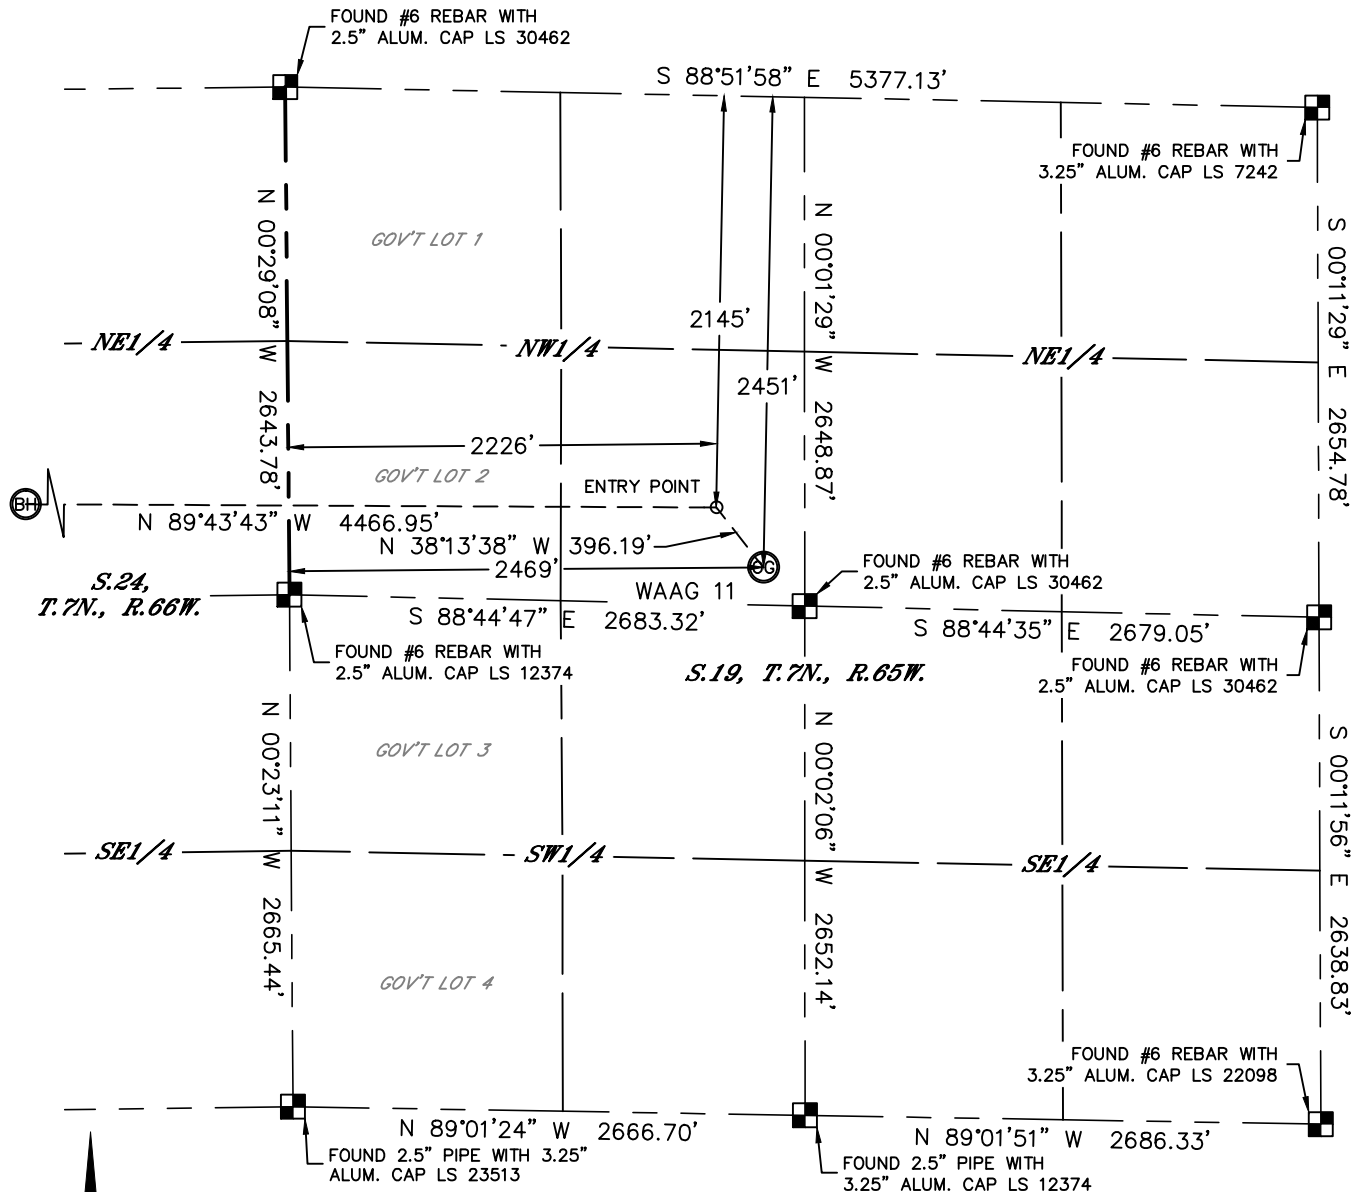 FOUND #6 REBAR WITH
2.5" ALUM. CAP LS 30462
S 88°51'58" E 5377.13'
FOUND #6 REBAR WITH
3.25" ALUM. CAP LS 7242
N 00°29'08" W 2643.78'
GOV'T LOT 1
N 00°01'29" W 2648.87'
S 00°11'29" E 2654.78'
2145'
NE1/4
NW1/4
NE1/4
2451'
2226'
GOV'T LOT 2
ENTRY POINT
BH
N 89°43'43" W 4466.95'
N 38°13'38" W 396.19'
2469'
OG
WAAG 11
FOUND #6 REBAR WITH
2.5" ALUM. CAP LS 30462
S.24,
T.7N., R.66W.
S 88°44'47" E 2683.32'
S 88°44'35" E 2679.05'
FOUND #6 REBAR WITH
2.5" ALUM. CAP LS 12374
S.19, T.7N., R.65W.
FOUND #6 REBAR WITH
2.5" ALUM. CAP LS 30462
N 00°23'11" W 2665.44'
GOV'T LOT 3
N 00°02'06" W 2652.14'
S 00°11'56" E 2638.83'
SE1/4
SW1/4
SE1/4
GOV'T LOT 4
FOUND #6 REBAR WITH
3.25" ALUM. CAP LS 22098
N 89°01'24" W 2666.70'
N 89°01'51" W 2686.33'
FOUND 2.5" PIPE WITH 3.25"
ALUM. CAP LS 23513
FOUND 2.5" PIPE WITH
3.25" ALUM. CAP LS 12374